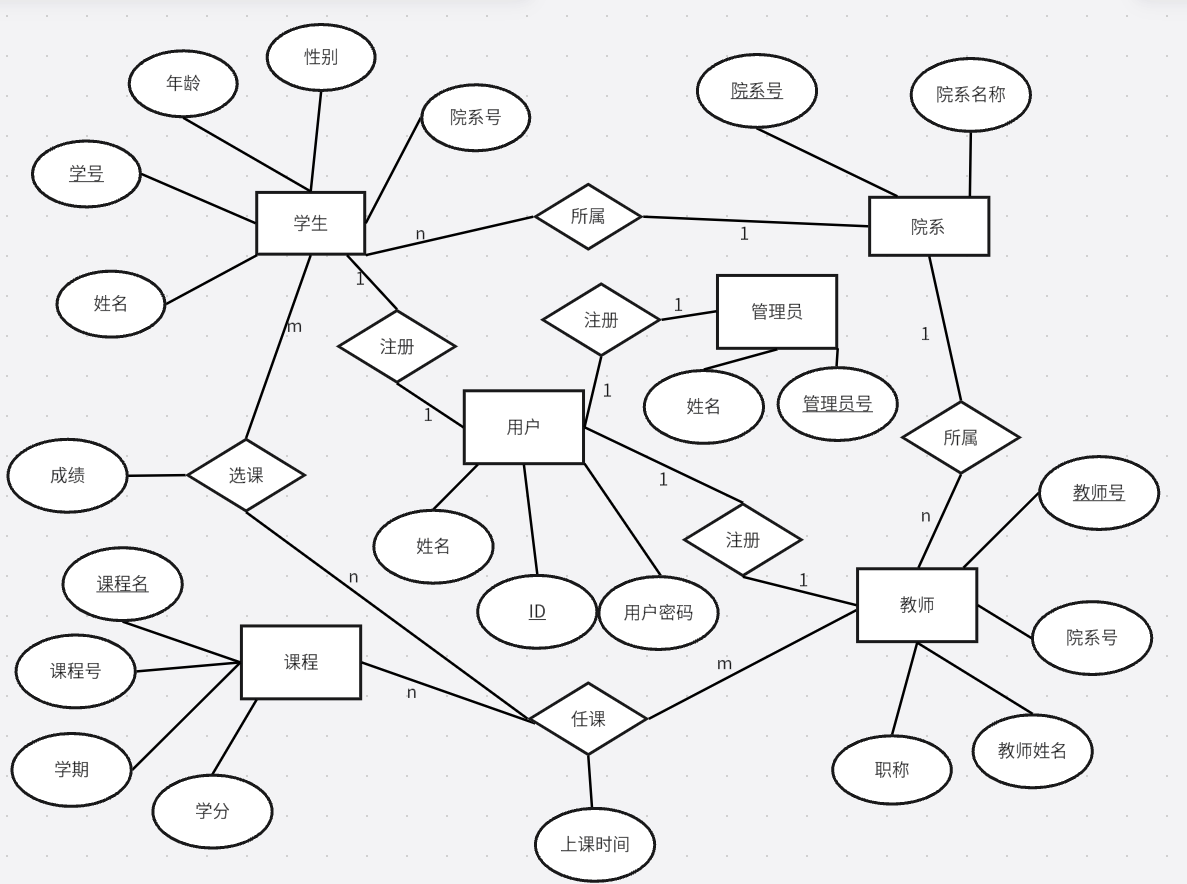 性别
年龄
院系号
学号
学生
姓名
院系号
院系名称
所属
院系
n
1
1
m
注册
1
注册
1
管理员
1
姓名
管理员号
用户
1
所属
n
1
教师号
成绩
选课
姓名
ID
用户密码
注册
1
教师
院系号
n
课程名
课程号
课程
学期
学分
n
任课
m
上课时间
职称
教师姓名